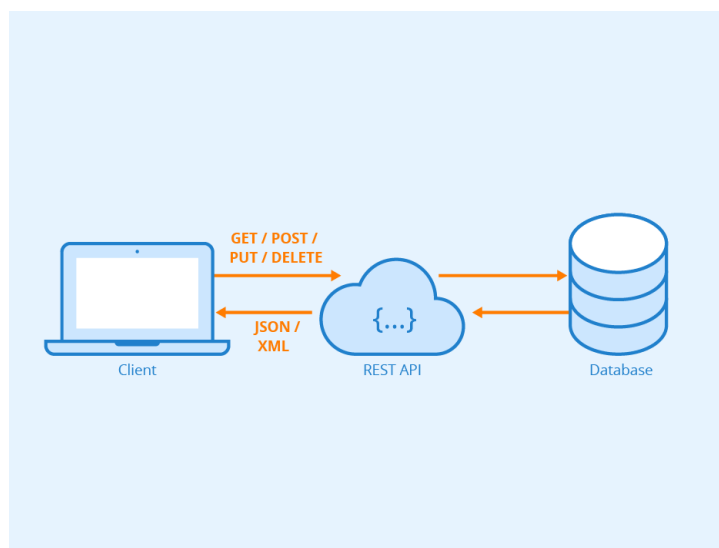 GET / POST /
PUT / DELETE
JSON /
XML
{...}
Client
REST API
Database